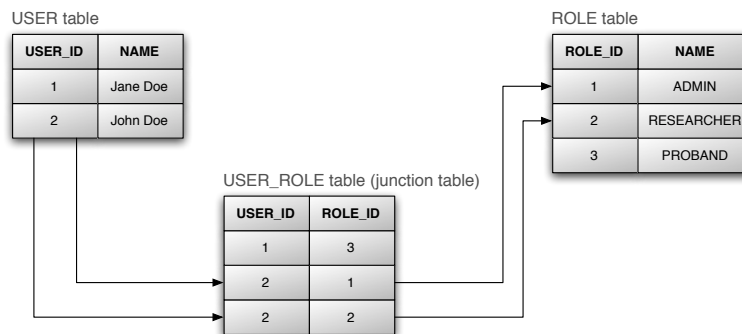 USER table
USER_ID NAME
1 Jane Doe
2 John Doe
ROLE table
ROLE_ID NAME
1 ADMIN
2 RESEARCHER
3 PROBAND
USER_ROLE table (junction table)
USER_ID ROLE_ID
1 3
2 1
2 2